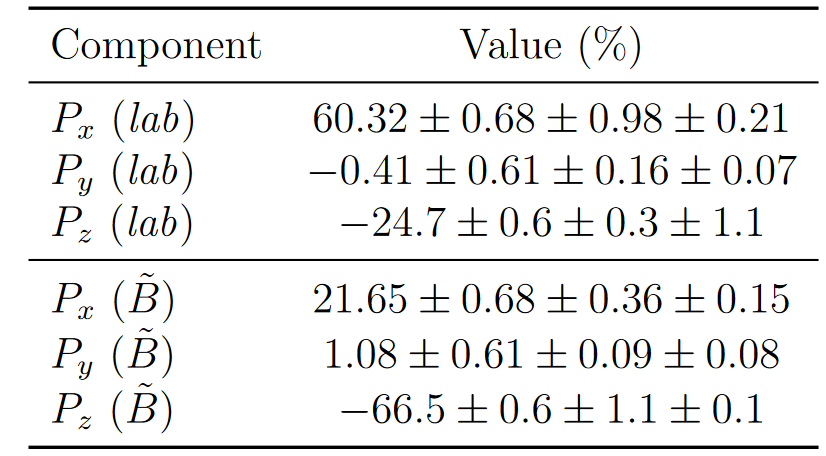 Component Value (%)
Pₓ (lab) 60.32 ± 0.68 ± 0.98 ± 0.21
P_y (lab) −0.41 ± 0.61 ± 0.16 ± 0.07
P_z (lab) −24.7 ± 0.6 ± 0.3 ± 1.1
Pₓ (B̃) 21.65 ± 0.68 ± 0.36 ± 0.15
P_y (B̃) 1.08 ± 0.61 ± 0.09 ± 0.08
P_z (B̃) −66.5 ± 0.6 ± 1.1 ± 0.1